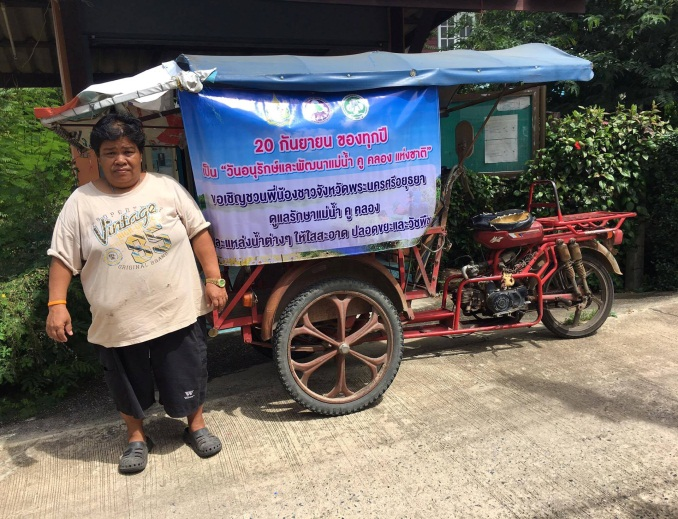 20 กันยายน ของทุกปี
เป็น "วันอนุรักษ์และพัฒนาแม่น้ำ คู คลอง แห่งชาติ"
ขอเชิญชวนพี่น้องชาวจังหวัดพระนครศรีอยุธยา
ดูแลรักษาแม่น้ำ คู คลอง
และแหล่งน้ำต่างๆ ให้ใสสะอาด ปลอดขยะและวัชพืช
Vintage
85
ORIGINAL BRAND
W